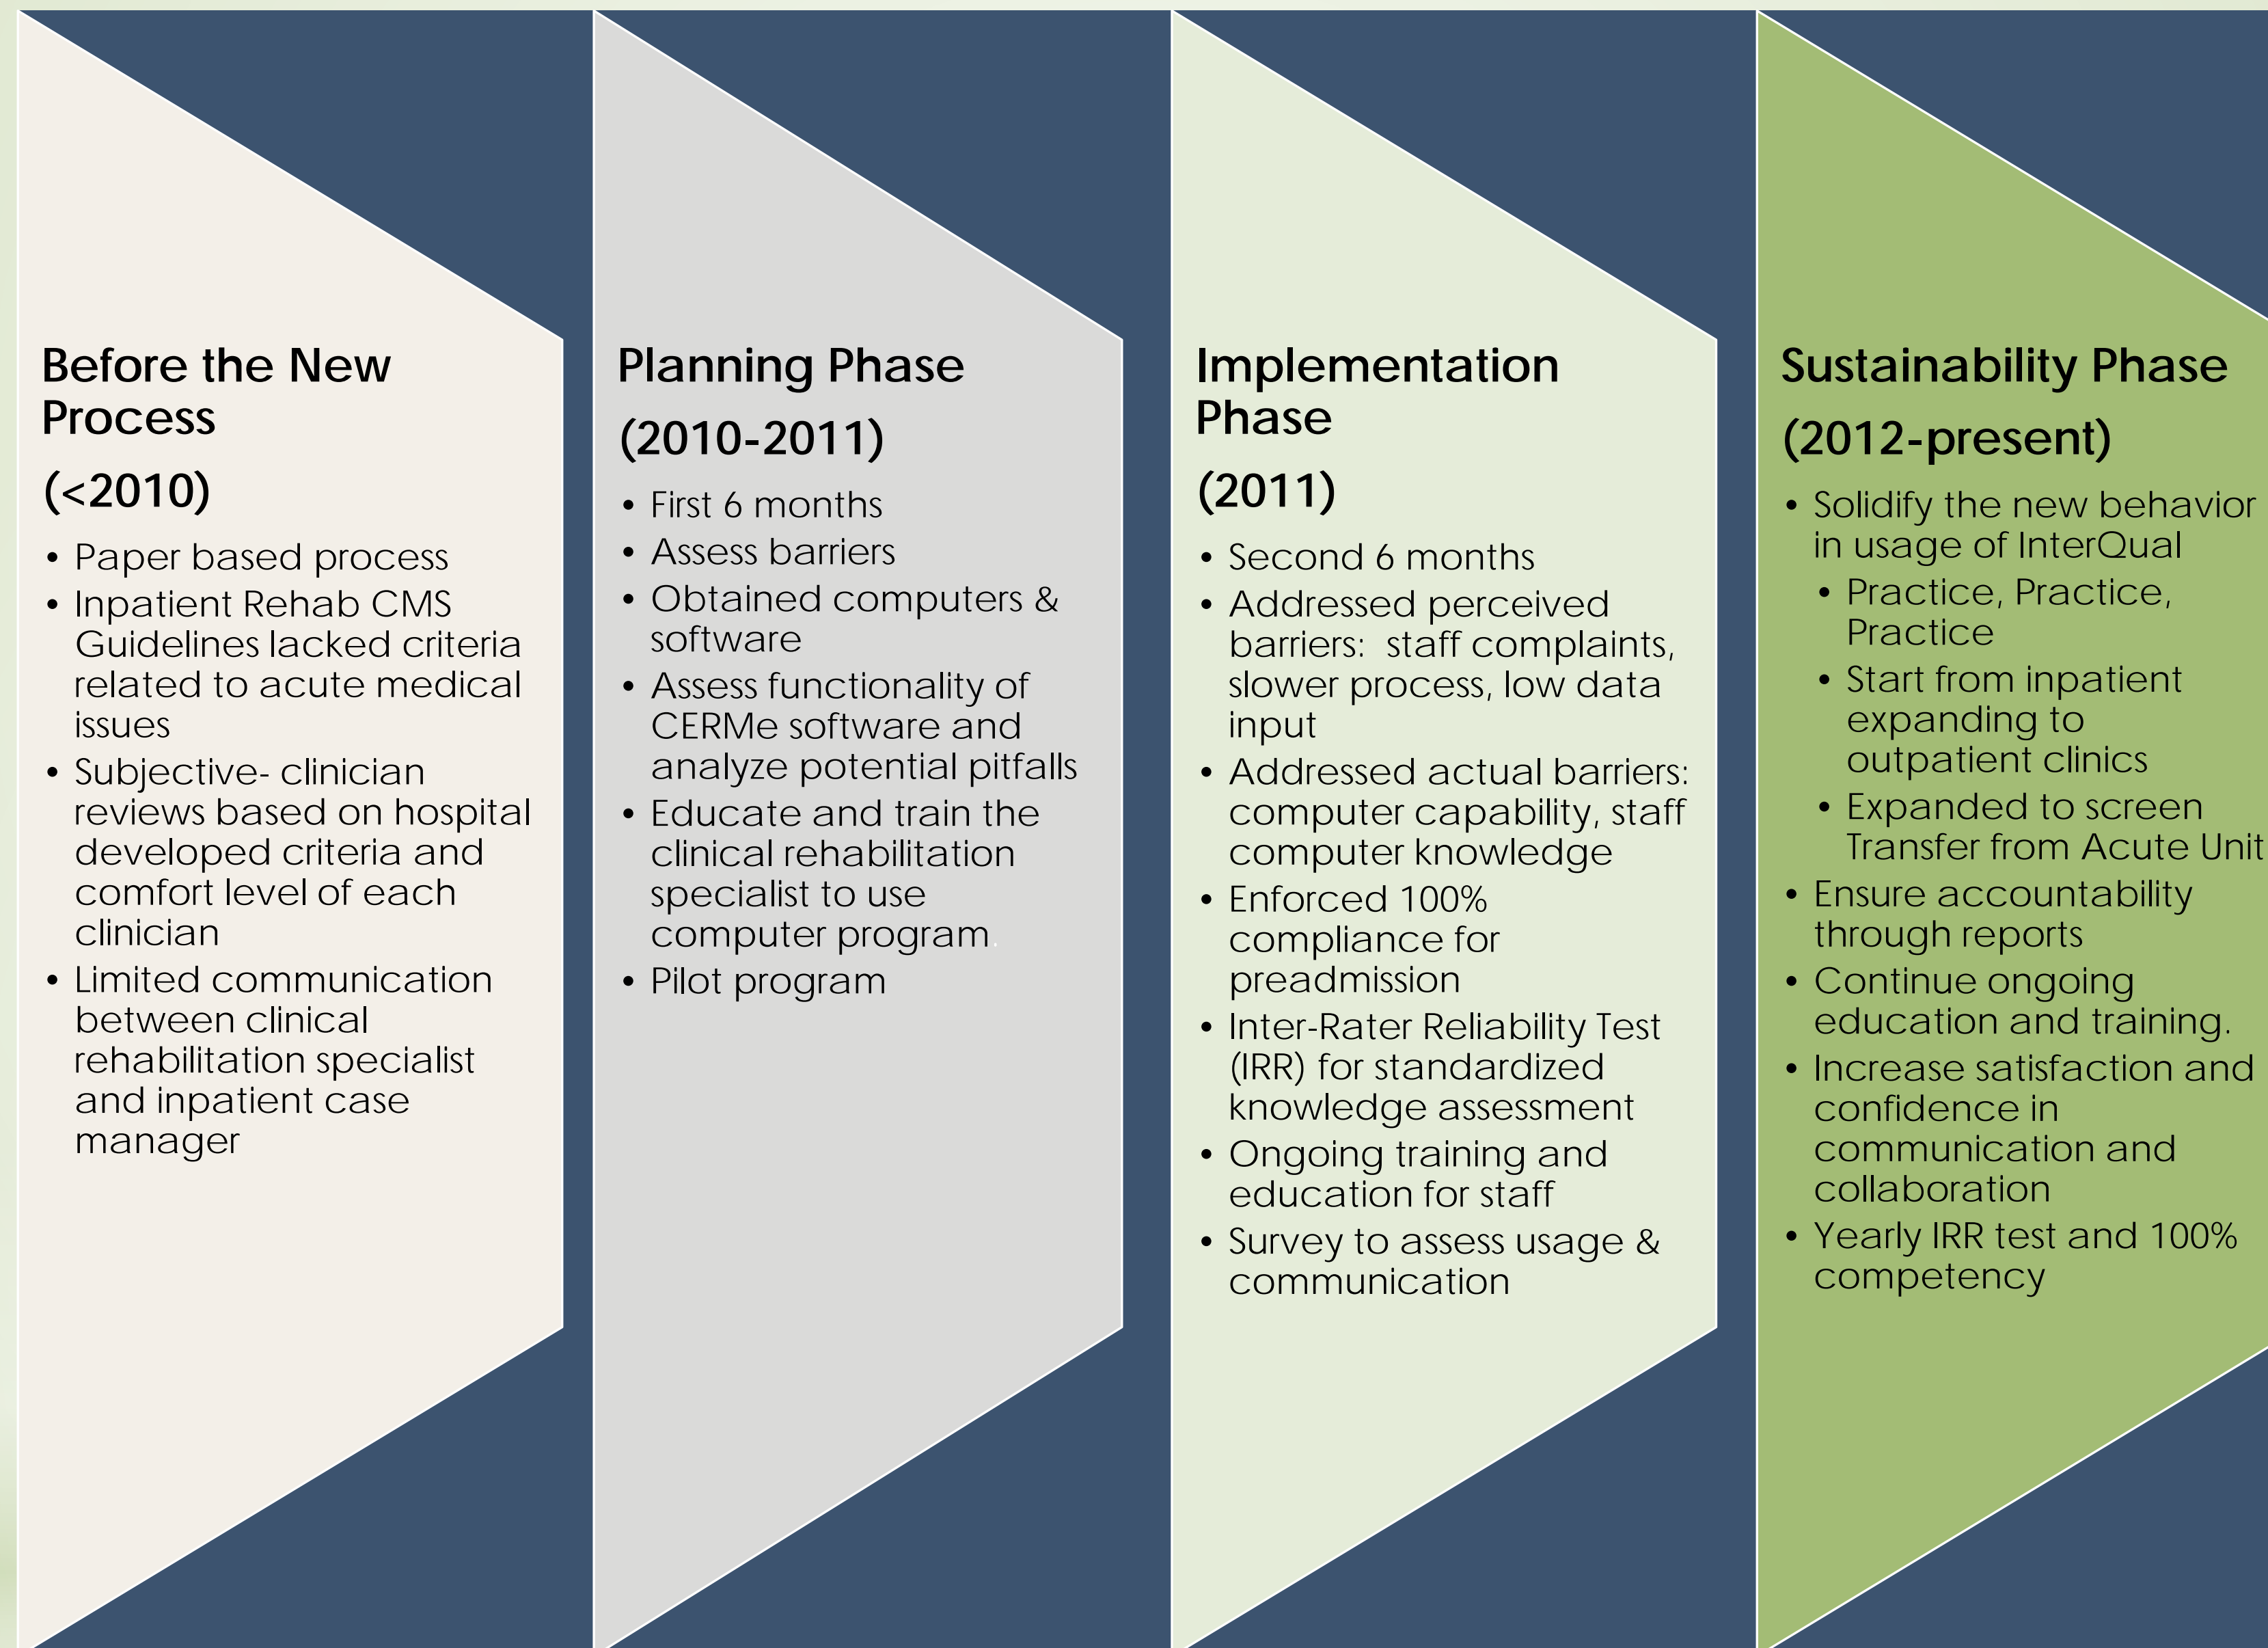 Before the New
Process
(<2010)
• Paper based process
• Inpatient Rehab CMS
Guidelines lacked criteria
related to acute medical
issues
• Subjective- clinician
reviews based on hospital
developed criteria and
comfort level of each
clinician
• Limited communication
between clinical
rehabilitation specialist
and inpatient case
manager
Planning Phase
(2010-2011)
• First 6 months
• Assess barriers
• Obtained computers &
software
• Assess functionality of
CERMe software and
analyze potential pitfalls
• Educate and train the
clinical rehabilitation
specialist to use
computer program.
• Pilot program
Implementation
Phase
(2011)
• Second 6 months
• Addressed perceived
barriers:  staff complaints,
slower process, low data
input
• Addressed actual barriers:
computer capability, staff
computer knowledge
• Enforced 100%
compliance for
preadmission
• Inter-Rater Reliability Test
(IRR) for standardized
knowledge assessment
• Ongoing training and
education for staff
• Survey to assess usage &
communication
Sustainability Phase
(2012-present)
• Solidify the new behavior
in usage of InterQual
• Practice, Practice,
Practice
• Start from inpatient
expanding to
outpatient clinics
• Expanded to screen
Transfer from Acute Unit
• Ensure accountability
through reports
• Continue ongoing
education and training.
• Increase satisfaction and
confidence in
communication and
collaboration
• Yearly IRR test and 100%
competency